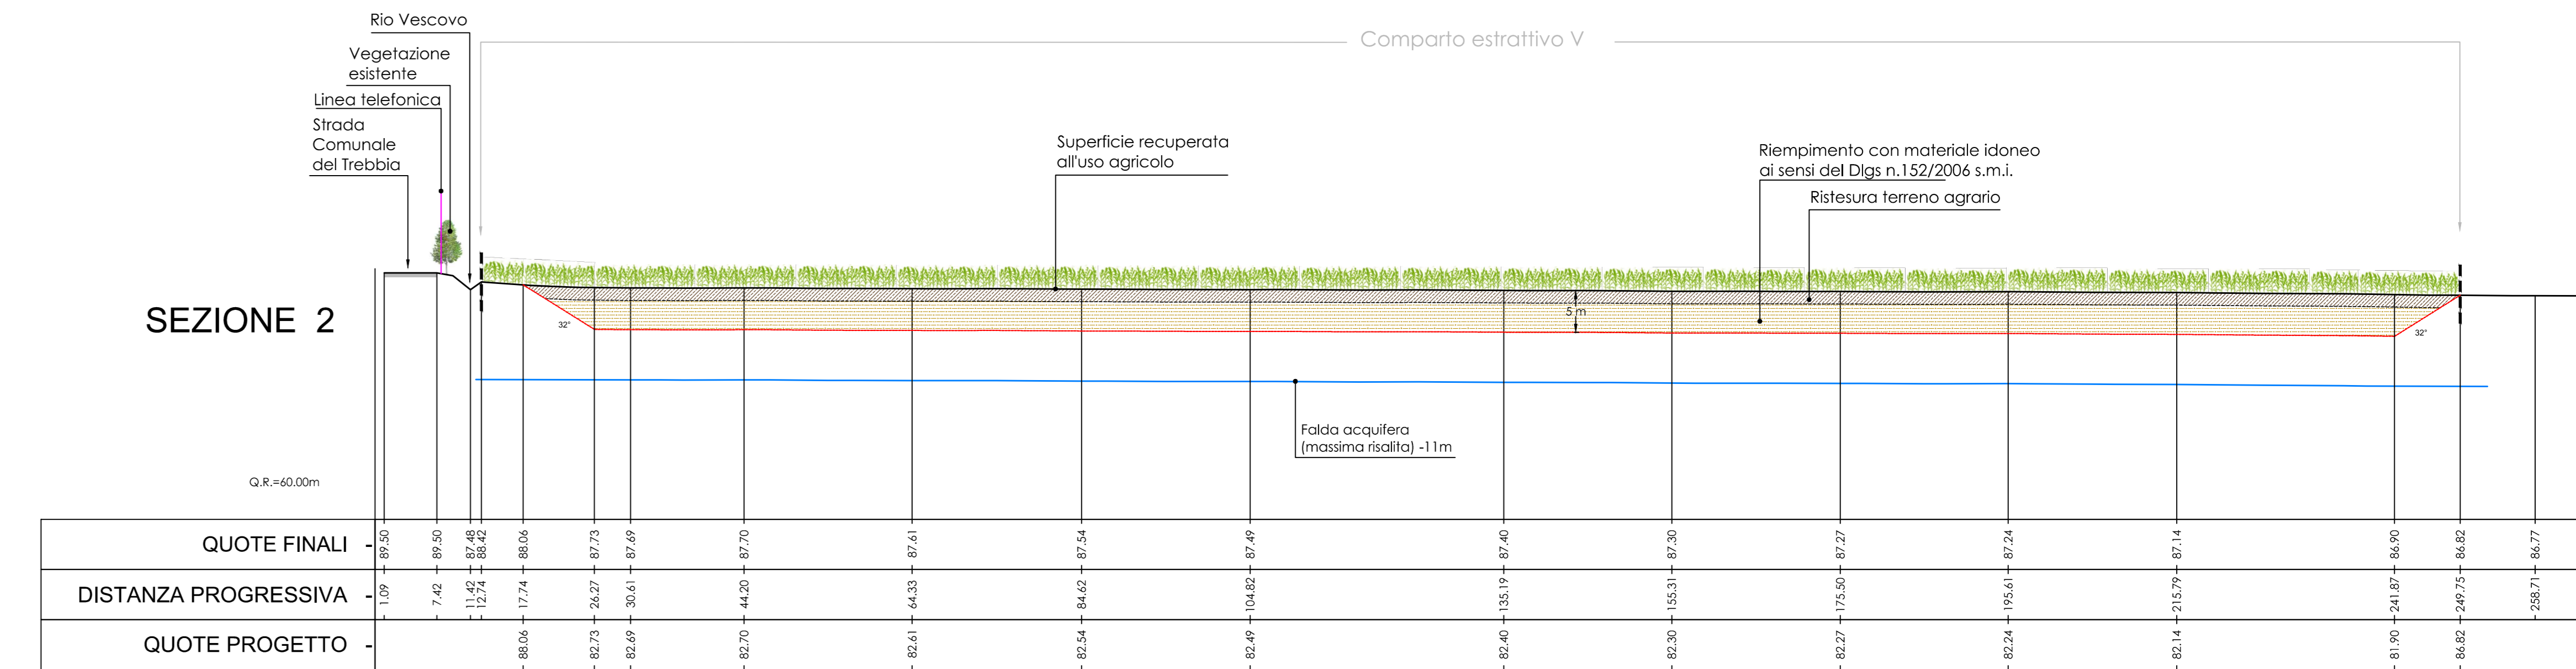 Rio Vescovo
Comparto estrattivo V
Vegetazione
esistente
Linea telefonica
Strada
Comunale
del Trebbia
Superficie recuperata
all'uso agricolo
Riempimento con materiale idoneo
ai sensi del Dlgs n.152/2006 s.m.i.
Ristesura terreno agrario
SEZIONE 2
32°
5 m
32°
Falda acquifera
(massima risalita) -11m
Q.R.=60.00m
QUOTE FINALI - 89.50 89.50 87.48 88.42 88.06 87.73 87.69 87.70 87.61 87.54 87.49 87.40 87.30 87.27 87.24 87.14 86.90 86.82 86.77
DISTANZA PROGRESSIVA - 1.09 7.42 11.42 12.74 17.74 26.27 30.61 44.20 64.33 84.62 104.82 135.19 155.31 175.50 195.61 215.79 241.87 249.75 258.71
QUOTE PROGETTO - 88.06 82.73 82.69 82.70 82.61 82.54 82.49 82.40 82.30 82.27 82.24 82.14 81.90 86.82